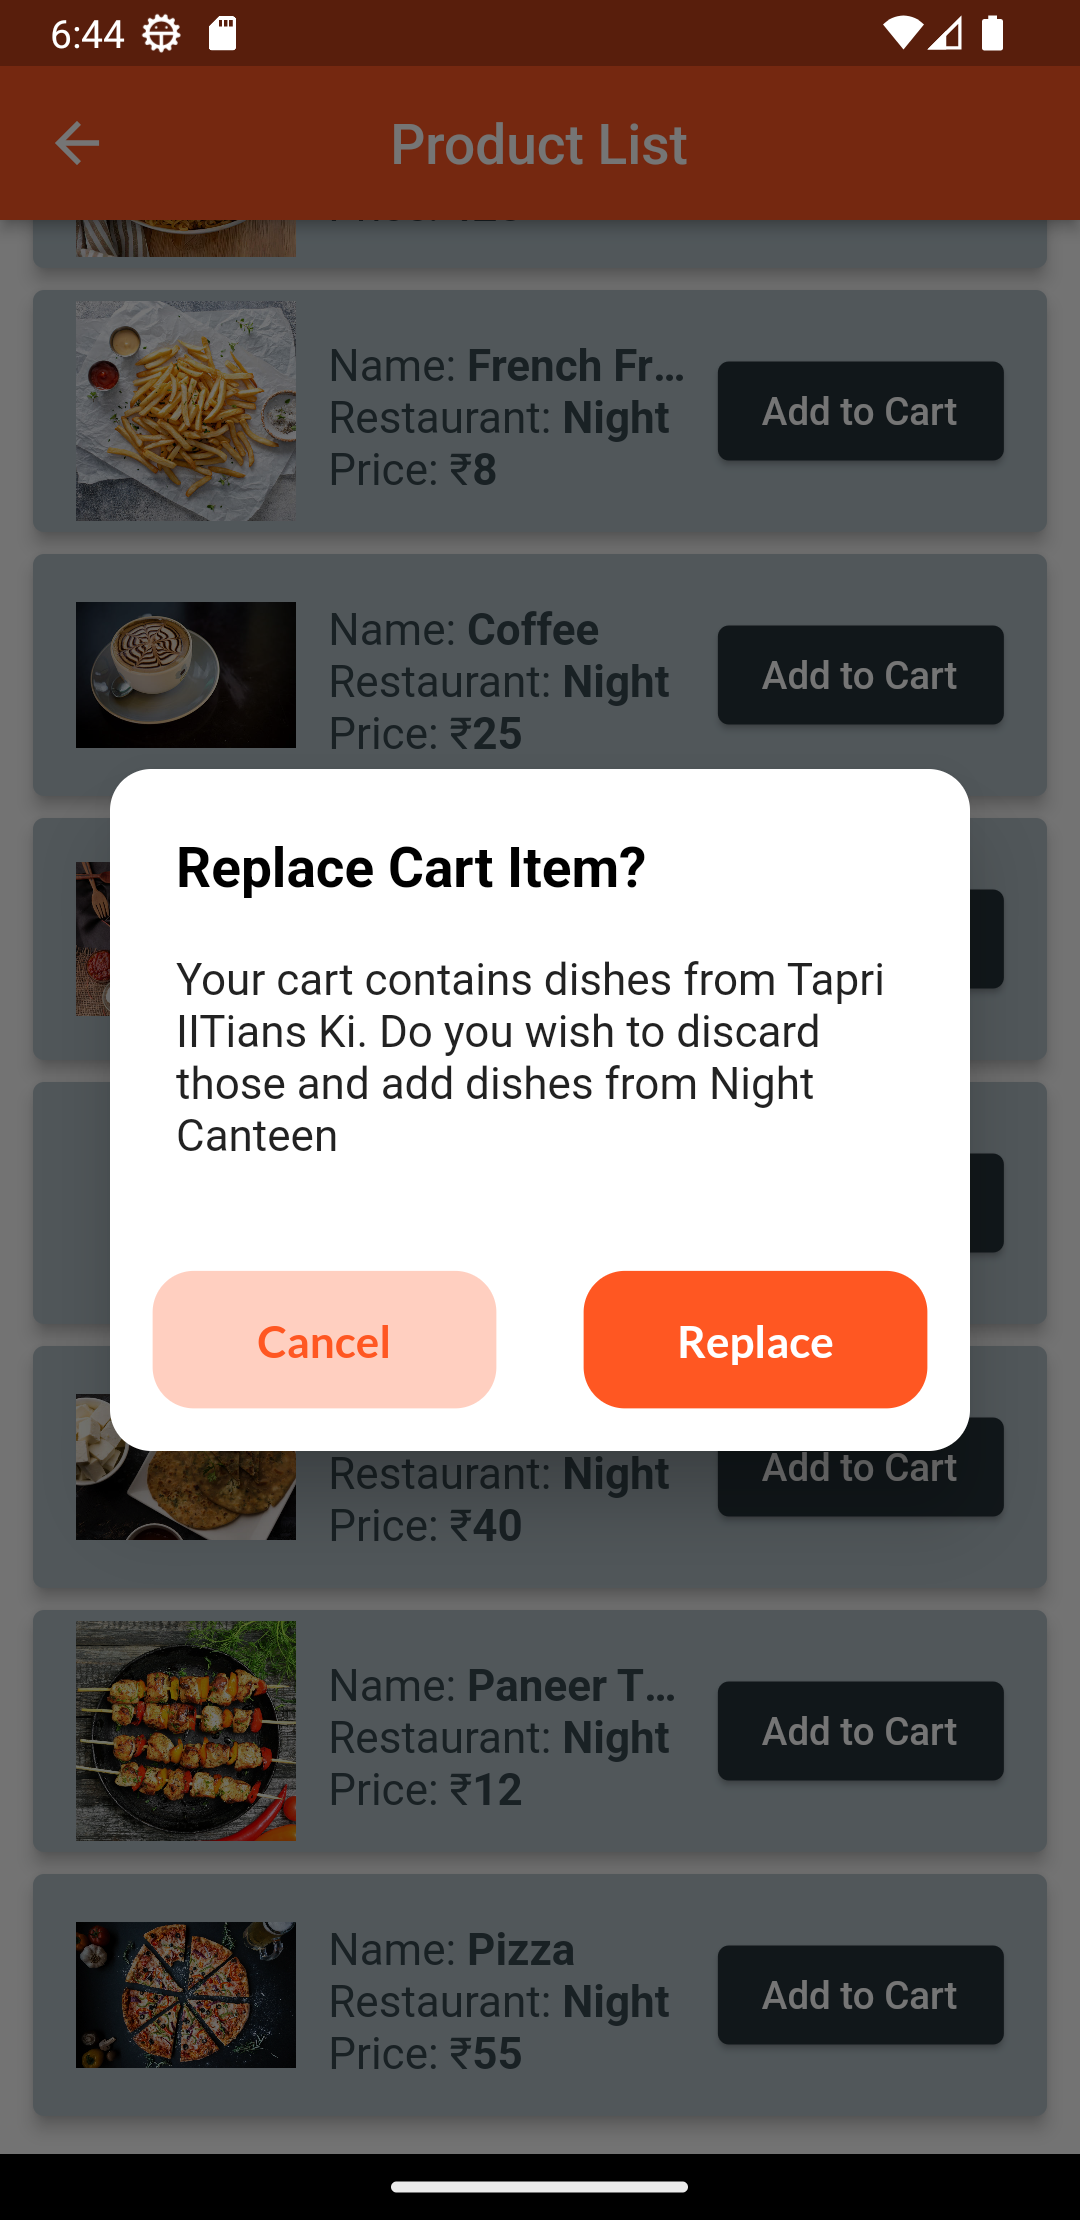 6:44
Product List
Name: French Fr...
Restaurant: Night
Price: ₹8
Add to Cart
Name: Coffee
Restaurant: Night
Price: ₹25
Add to Cart
Replace Cart Item?
Your cart contains dishes from Tapri
IITians Ki. Do you wish to discard
those and add dishes from Night
Canteen
Cancel
Replace
Restaurant: Night
Price: ₹40
Add to Cart
Name: Paneer T...
Restaurant: Night
Price: ₹12
Add to Cart
Name: Pizza
Restaurant: Night
Price: ₹55
Add to Cart